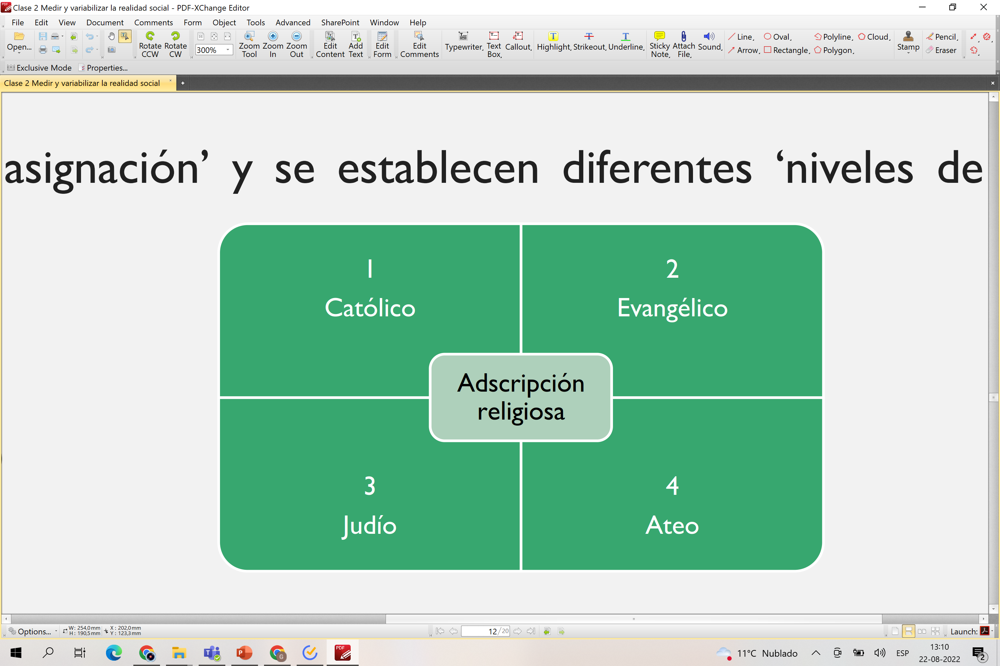 Clase 2 Medir y variabilizar la realidad social - PDF-XChange Editor
File Edit View Document Comments Form Object Tools Advanced SharePoint Window Help
Open... Rotate CCW Rotate CW 300% Zoom Tool Zoom In Zoom Out Edit Content Add Text Edit Form Edit Comments Typewriter Text Box Callout Highlight Strikeout Underline Sticky Note Attach File Sound Line Arrow Oval Rectangle Polyline Polygon Cloud Stamp Pencil Eraser
Exclusive Mode Properties...
Clase 2 Medir y variabilizar la realidad social
asignación’ y se establecen diferentes ‘niveles de
1
Católico
2
Evangélico
Adscripción
religiosa
3
Judío
4
Ateo
Options... W: 254,0 mm X: 202,0 mm
H: 190,5 mm Y: 123,3 mm
12/20
Launch:
11°C Nublado ESP 13:10
22-08-2022
2